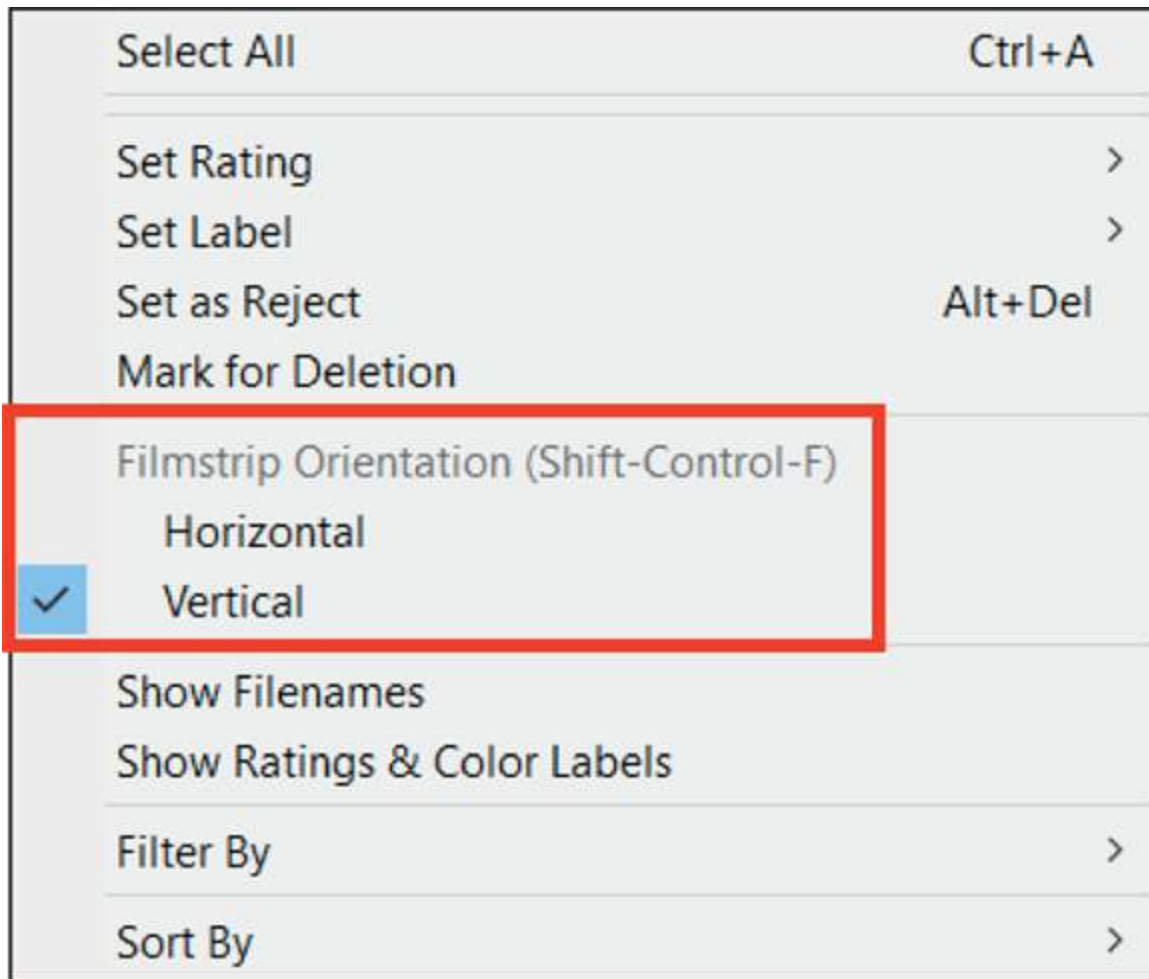 Select All Ctrl+A
Set Rating
Set Label
Set as Reject Alt+Del
Mark for Deletion
Filmstrip Orientation (Shift-Control-F)
Horizontal
Vertical
Show Filenames
Show Ratings & Color Labels
Filter By
Sort By